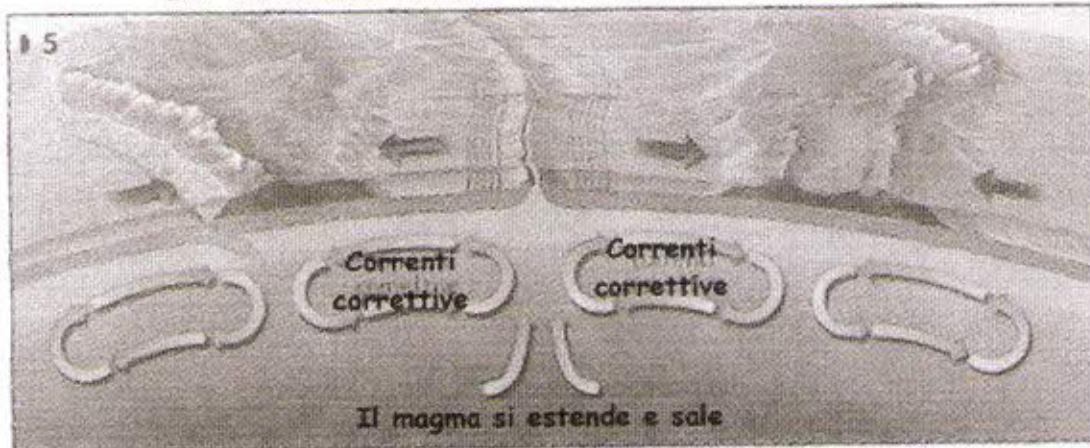 5
Correnti
correttive
Correnti
correttive
Il magma si estende e sale